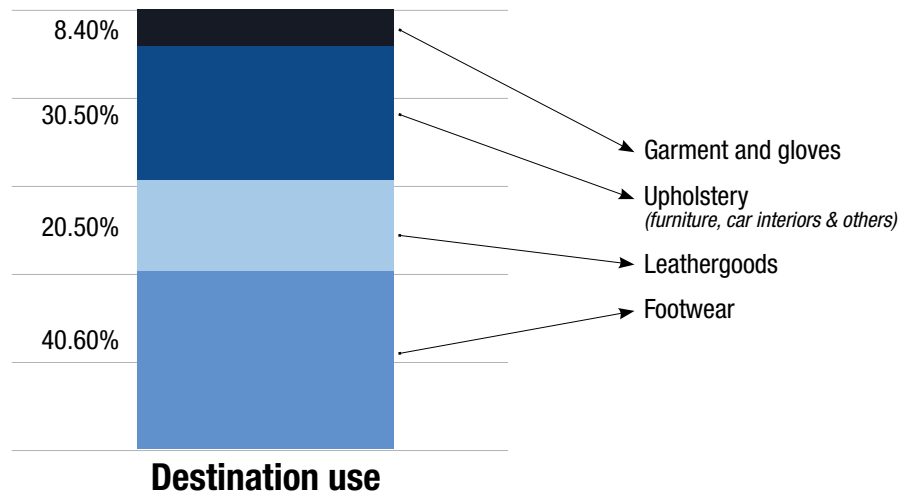 8.40%
30.50%
20.50%
40.60%
Garment and gloves
Upholstery
(furniture, car interiors & others)
Leathergoods
Footwear
Destination use